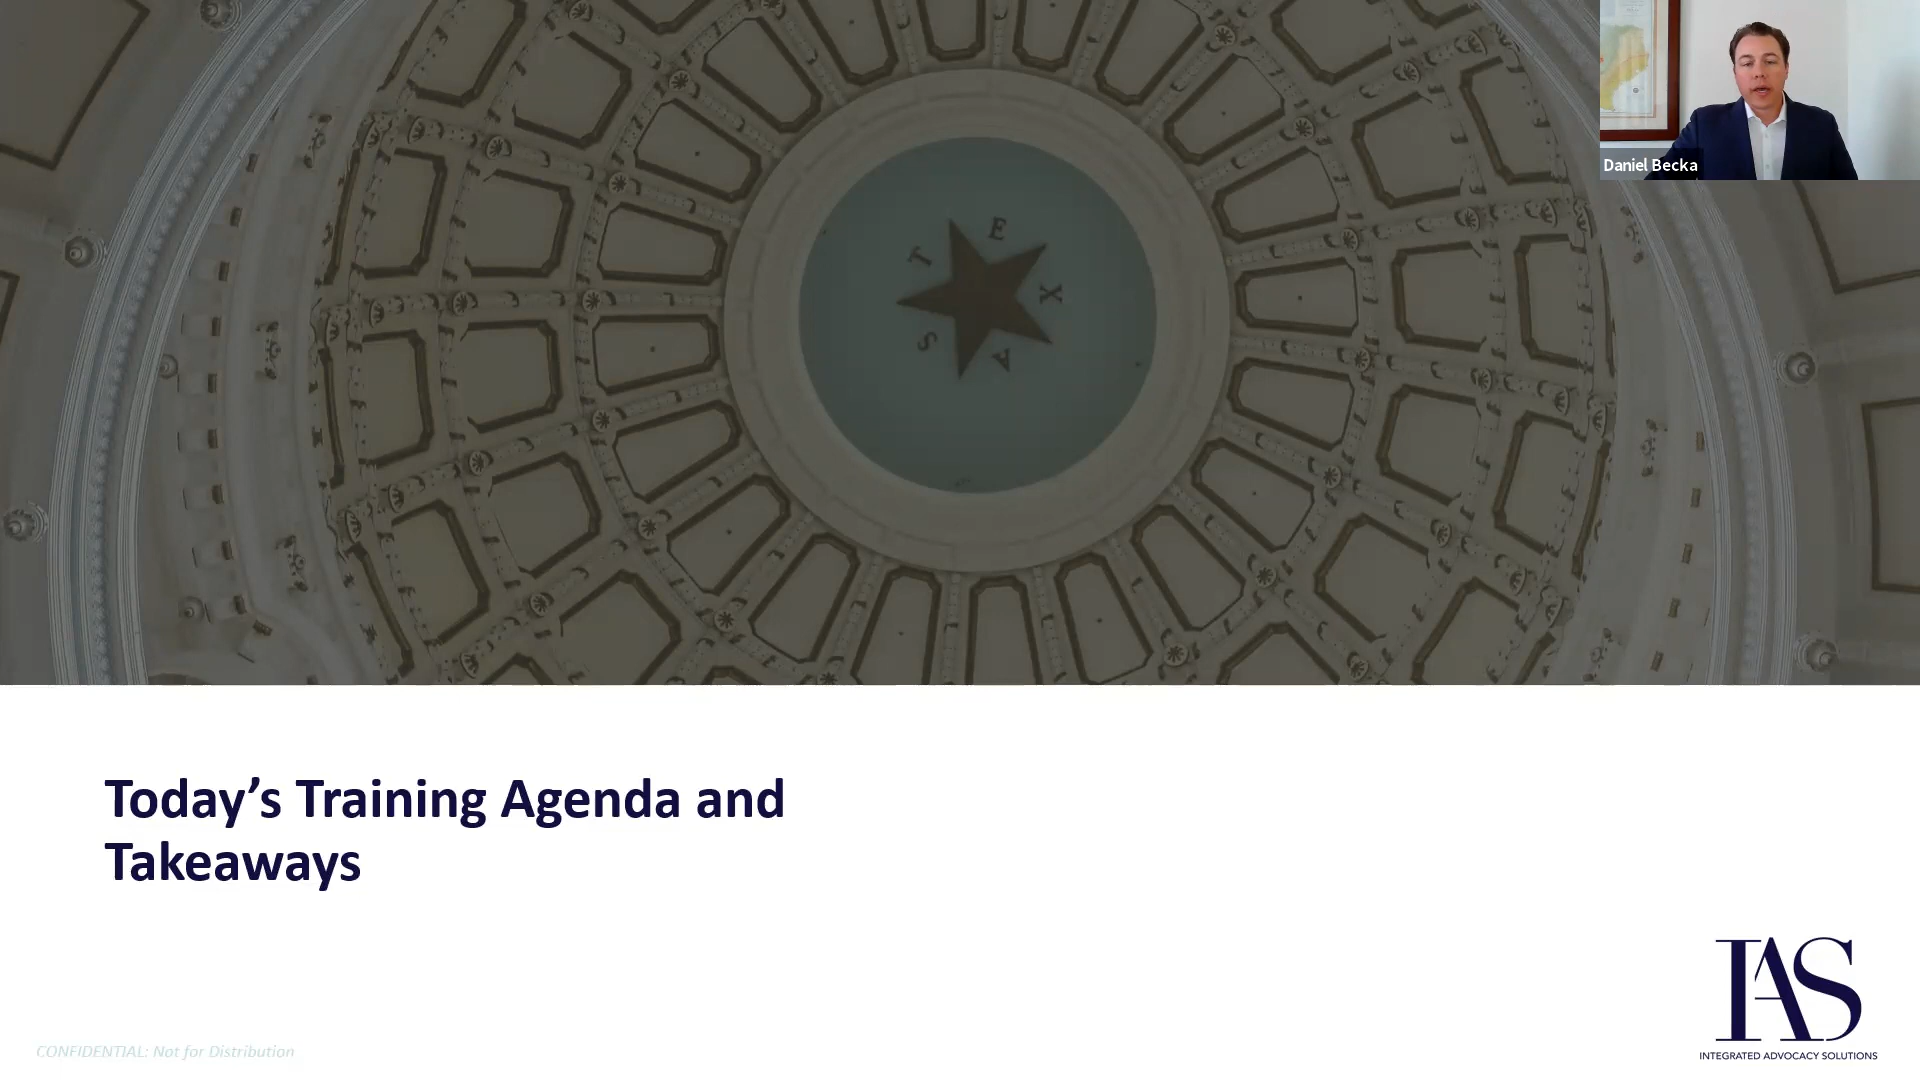 Daniel Becka
T E X A S
Today's Training Agenda and
Takeaways
CONFIDENTIAL: Not for Distribution
IAS
INTEGRATED ADVOCACY SOLUTIONS